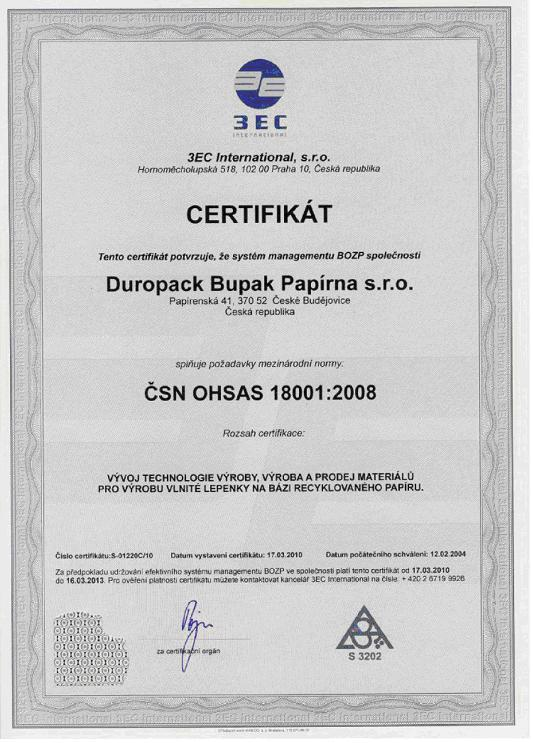 3EC
INTERNATIONAL
3EC International, s.r.o.
Hornoměcholupská 518, 102 00 Praha 10, Česká republika
CERTIFIKÁT
Tento certifikát potvrzuje, že systém managementu BOZP společnosti
Duropack Bupak Papírna s.r.o.
Papírenská 41, 370 52 České Budějovice
Česká republika
splňuje požadavky mezinárodní normy:
ČSN OHSAS 18001:2008
Rozsah certifikace:
VÝVOJ TECHNOLOGIE VÝROBY, VÝROBA A PRODEJ MATERIÁLŮ
PRO VÝROBU VLNITÉ LEPENKY NA BÁZI RECYKLOVANÉHO PAPÍRU.
Číslo certifikátu:S-01220C/10 Datum vystavení certifikátu: 17.03.2010 Datum počátečního schválení: 12.02.2004
Za předpokladu udržování efektivního systému managementu BOZP ve společnosti platí tento certifikát od 17.03.2010
do 16.03.2013. Pro ověření platnosti certifikátu můžete kontaktovat kancelář 3EC International na čísle: + 420 2 6719 9926
za certifikační orgán
S 3202